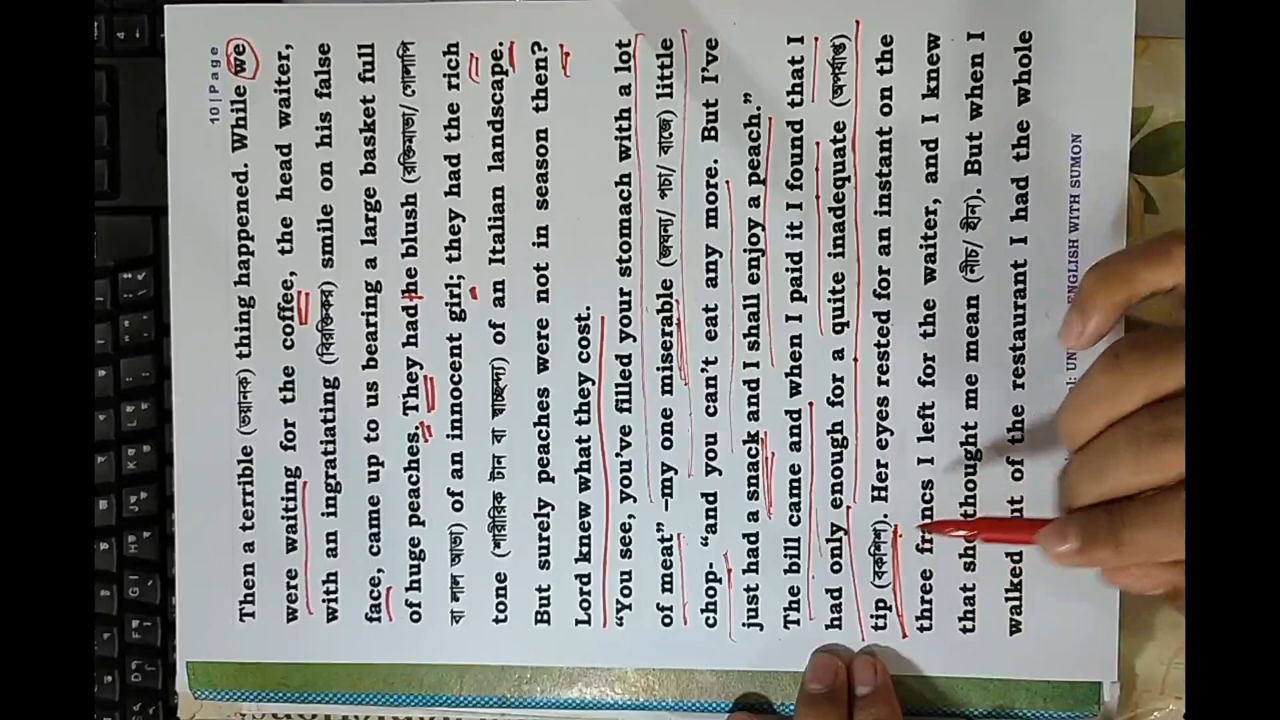 10 | P a g e
Then a terrible (ভয়ানক) thing happened. While we
were waiting for the coffee, the head waiter,
with an ingratiating (বিরক্তিকর) smile on his false
face, came up to us bearing a large basket full
of huge peaches. They had the blush (রক্তিমাভা/ গোলাপি
বা লাল আভা) of an innocent girl; they had the rich
tone (শারীরিক টান বা স্বাচ্ছন্দ্য) of an Italian landscape.
But surely peaches were not in season then?
Lord knew what they cost.
“You see, you’ve filled your stomach with a lot
of meat” –my one miserable (জঘন্য/ পচা/ বাজে) little
chop- “and you can’t eat any more. But I’ve
just had a snack and I shall enjoy a peach.”
The bill came and when I paid it I found that I
had only enough for a quite inadequate (অপর্যাপ্ত)
tip (বকশিশ). Her eyes rested for an instant on the
three francs I left for the waiter, and I knew
that she thought me mean (নীচ/ হীন). But when I
walked out of the restaurant I had the whole
ENGLISH WITH SUMON